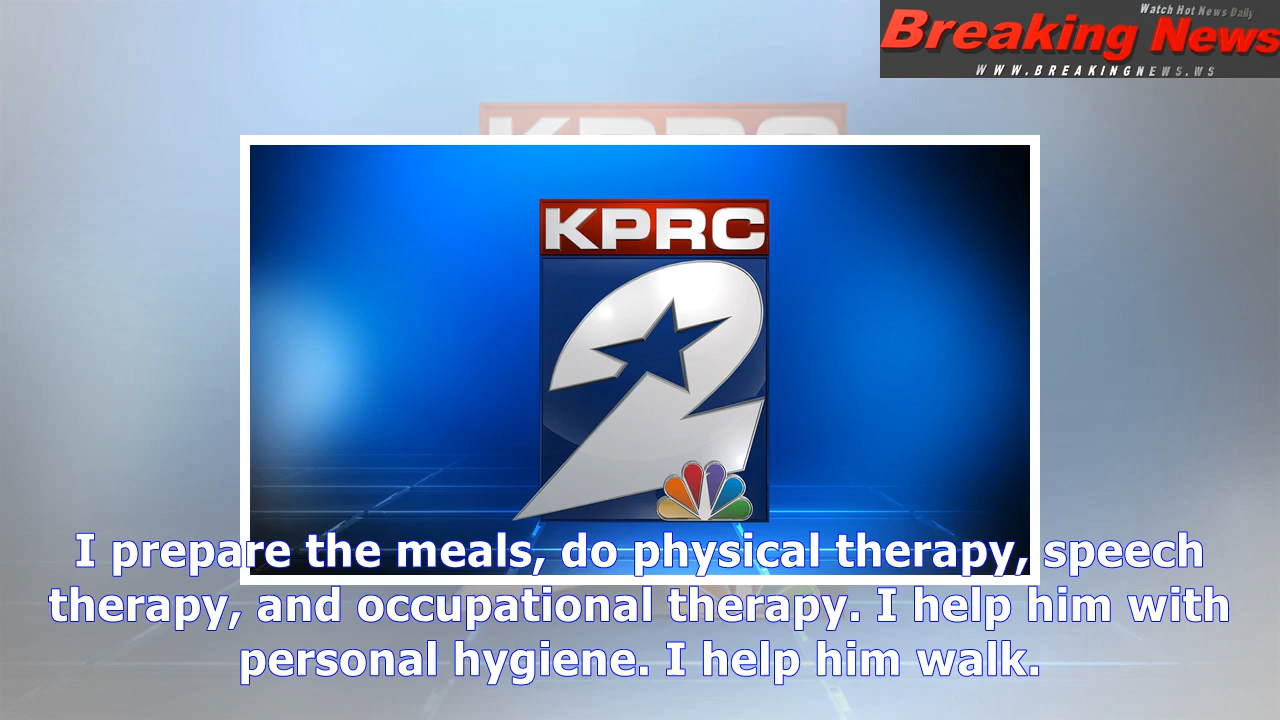 Watch Hot News Daily
Breaking News
WWW.BREAKINGNEWS.WS
KPRC
KPRC
2
I prepare the meals, do physical therapy, speech
therapy, and occupational therapy. I help him with
personal hygiene. I help him walk.